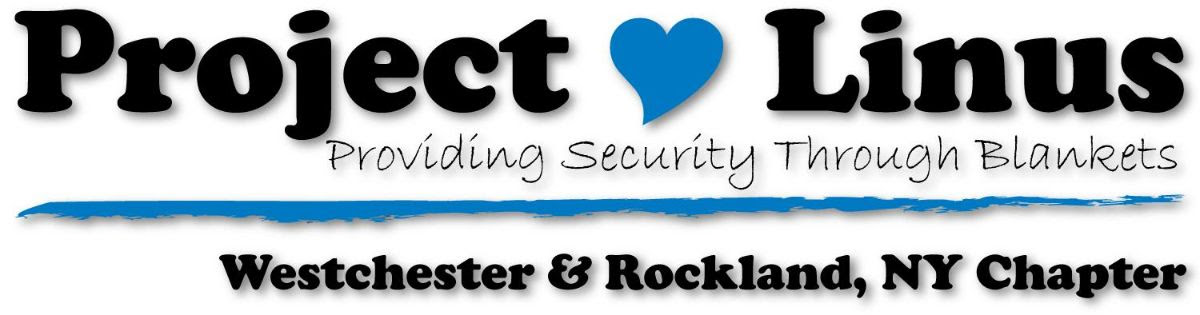 Project Linus
Providing Security Through Blankets
Westchester & Rockland, NY Chapter